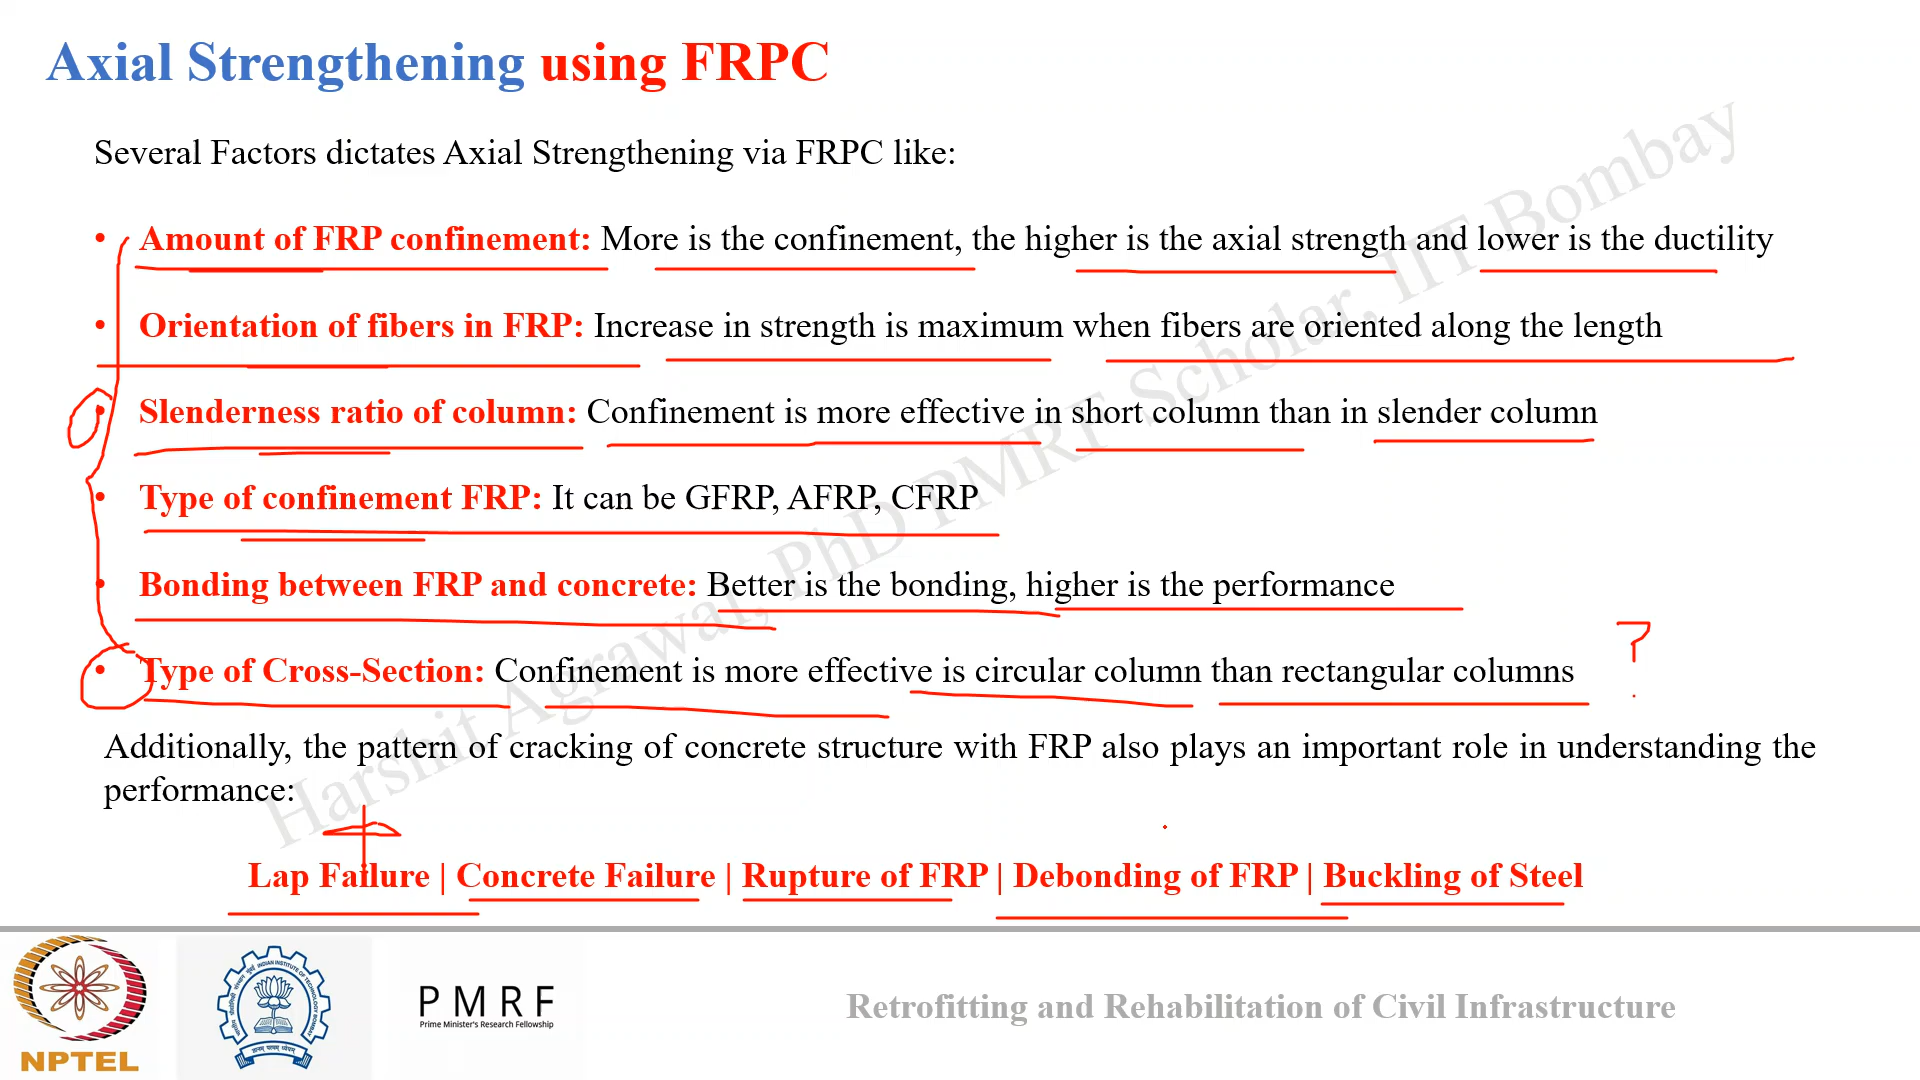 Axial Strengthening using FRPC
Several Factors dictates Axial Strengthening via FRPC like:
• Amount of FRP confinement: More is the confinement, the higher is the axial strength and lower is the ductility
• Orientation of fibers in FRP: Increase in strength is maximum when fibers are oriented along the length
• Slenderness ratio of column: Confinement is more effective in short column than in slender column
• Type of confinement FRP: It can be GFRP, AFRP, CFRP
• Bonding between FRP and concrete: Better is the bonding, higher is the performance
• Type of Cross-Section: Confinement is more effective is circular column than rectangular columns ?
Additionally, the pattern of cracking of concrete structure with FRP also plays an important role in understanding the
performance:
Lap Failure | Concrete Failure | Rupture of FRP | Debonding of FRP | Buckling of Steel
Harshit Agrawal, PhD PMRF Scholar, IIT Bombay
NPTEL
PMRF
Prime Minister's Research Fellowship
Retrofitting and Rehabilitation of Civil Infrastructure